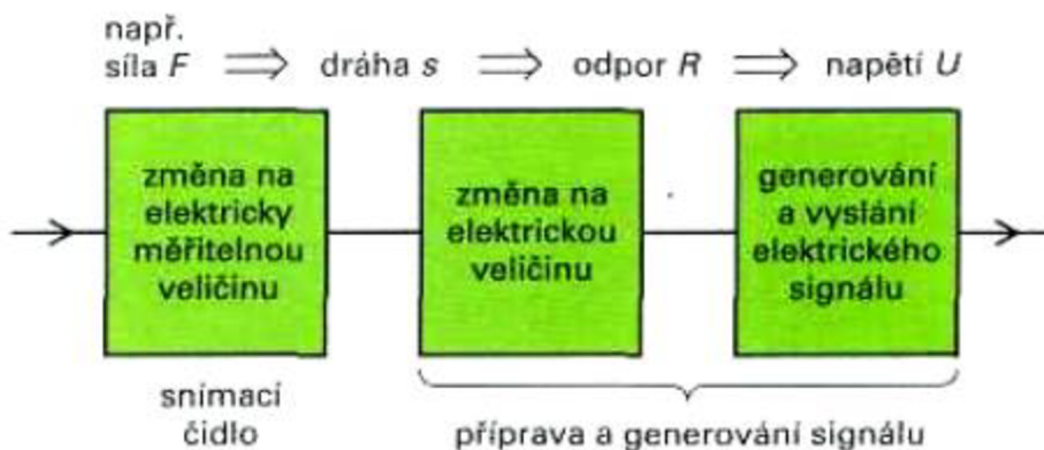 např.
síla F ⇒ dráha s ⇒ odpor R ⇒ napětí U
změna na
elektricky
měřitelnou
veličinu
změna na
elektrickou
veličinu
generování
a vyslání
elektrického
signálu
snímací
čidlo
příprava a generování signálu